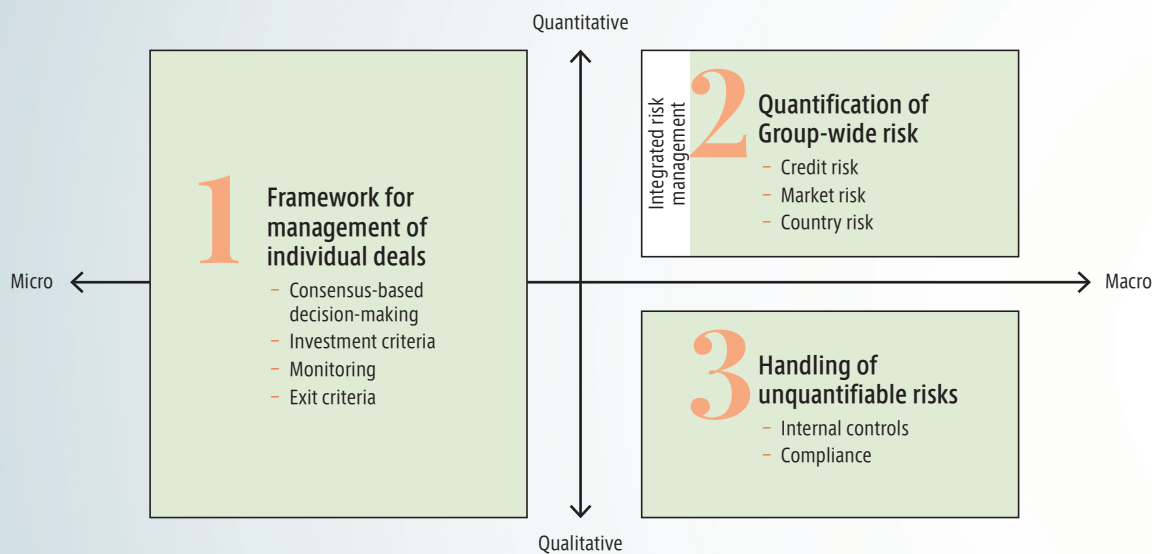 Quantitative
1
Framework for
management of
individual deals
– Consensus-based
decision-making
– Investment criteria
– Monitoring
– Exit criteria
Integrated risk
management
2
Quantification of
Group-wide risk
– Credit risk
– Market risk
– Country risk
Micro
Macro
3
Handling of
unquantifiable risks
– Internal controls
– Compliance
Qualitative